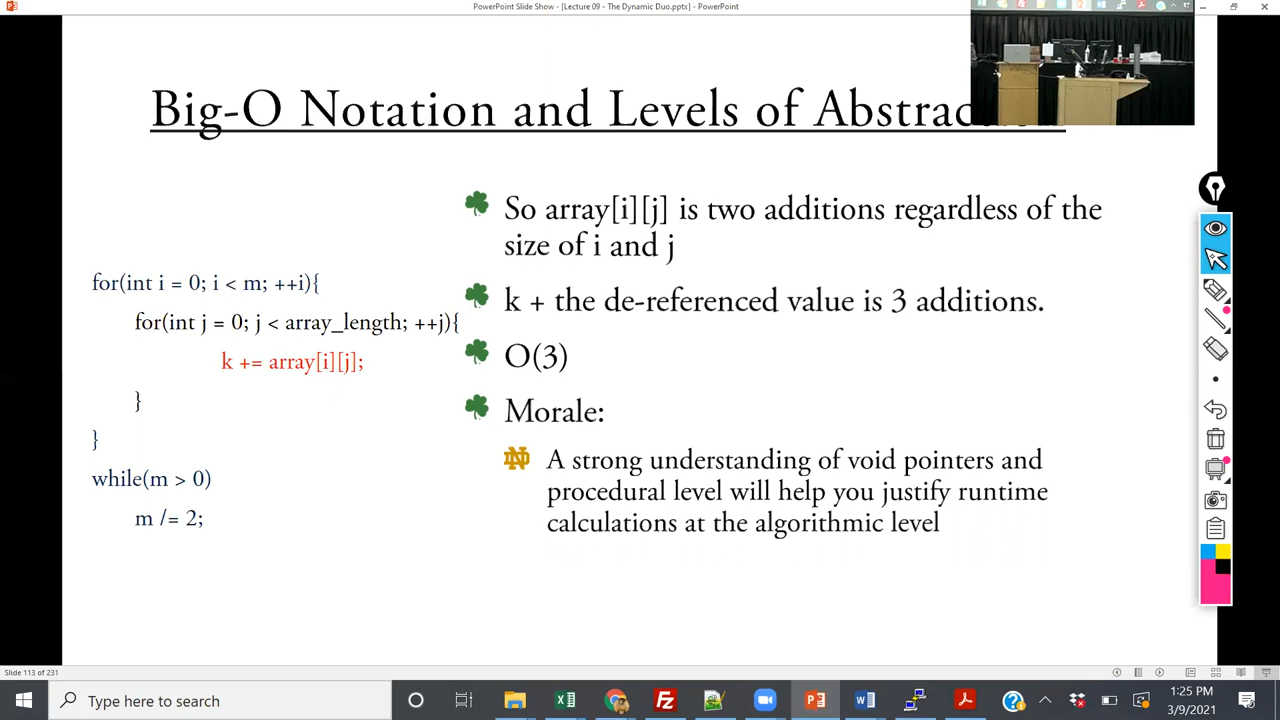 PowerPoint Slide Show - [Lecture 09 - The Dynamic Duo.pptx] - PowerPoint
Big-O Notation and Levels of
So array[i][j] is two additions regardless of the
size of i and j
k + the de-referenced value is 3 additions.
O(3)
Morale:
A strong understanding of void pointers and
procedural level will help you justify runtime
calculations at the algorithmic level
for(int i = 0; i < m; ++i){
for(int j = 0; j < array_length; ++j){
k += array[i][j];
}
}
while(m > 0)
m /= 2;
Slide 113 of 231
Type here to search
1:25 PM
3/9/2021